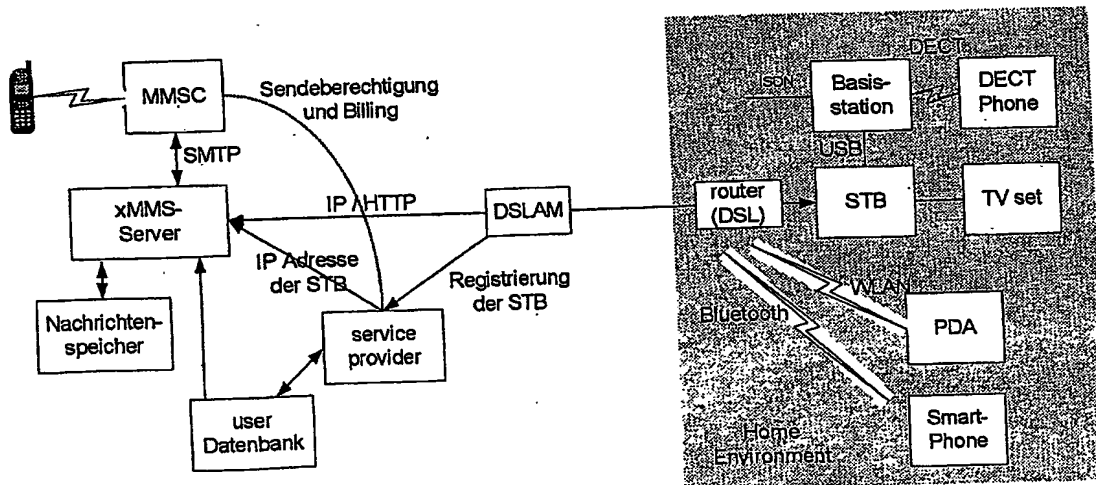 MMSC
Sendeberechtigung
und Billing
SMTP
xMMS-
Server
IP / HTTP
DSLAM
IP Adresse
der STB
Registrierung
der STB
Nachrichten-
speicher
service
provider
user
Datenbank
DECT
ISDN
Basis-
station
DECT
Phone
USB
router
(DSL)
STB
TV set
WLAN
Bluetooth
PDA
Smart-
Phone
Home
Environment